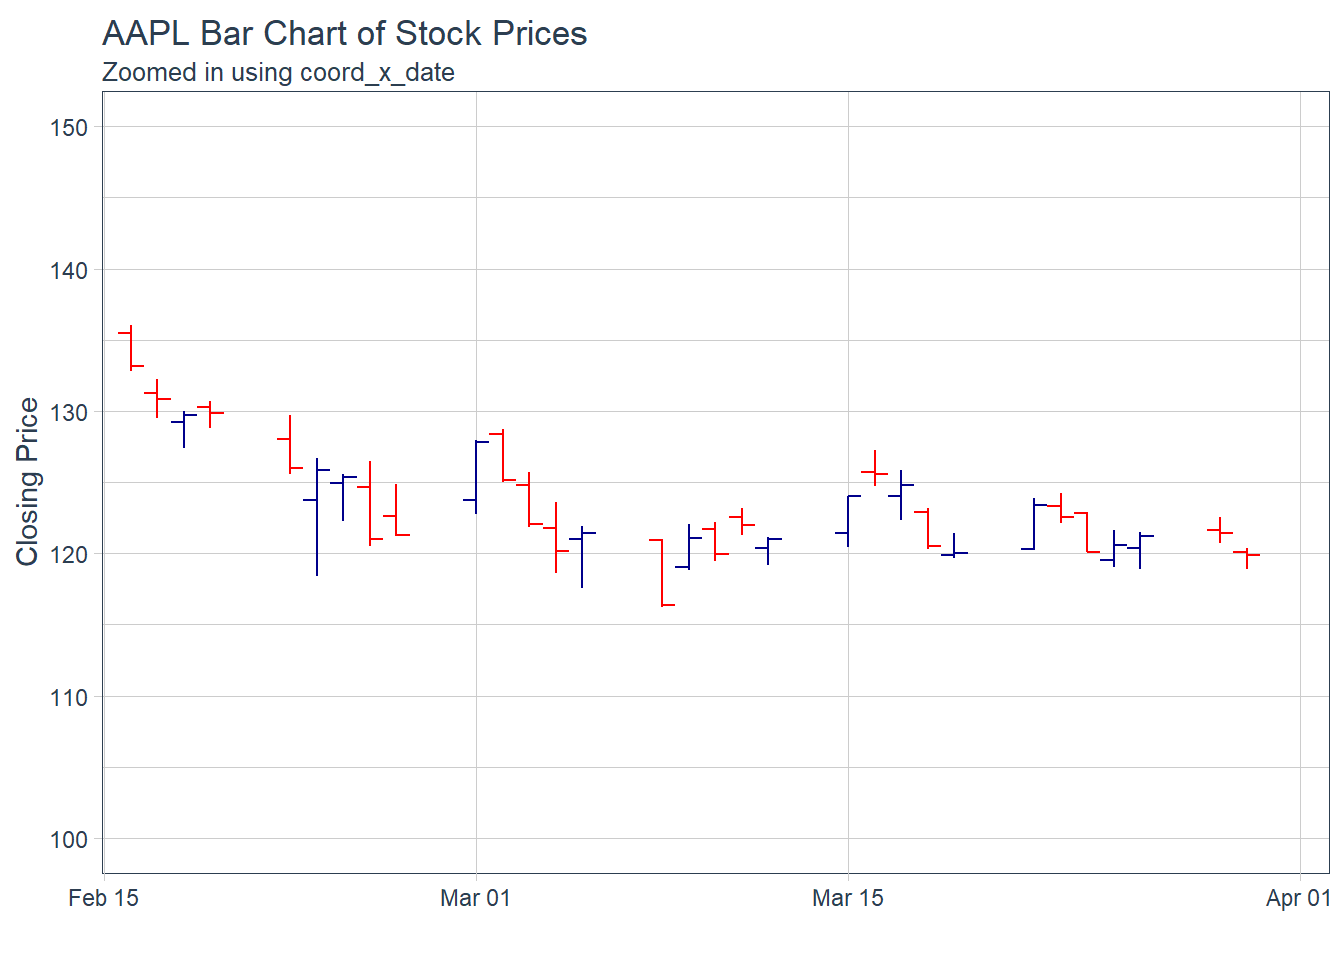 AAPL Bar Chart of Stock Prices
Zoomed in using coord_x_date
Closing Price
150
140
130
120
110
100
Feb 15 Mar 01 Mar 15 Apr 01